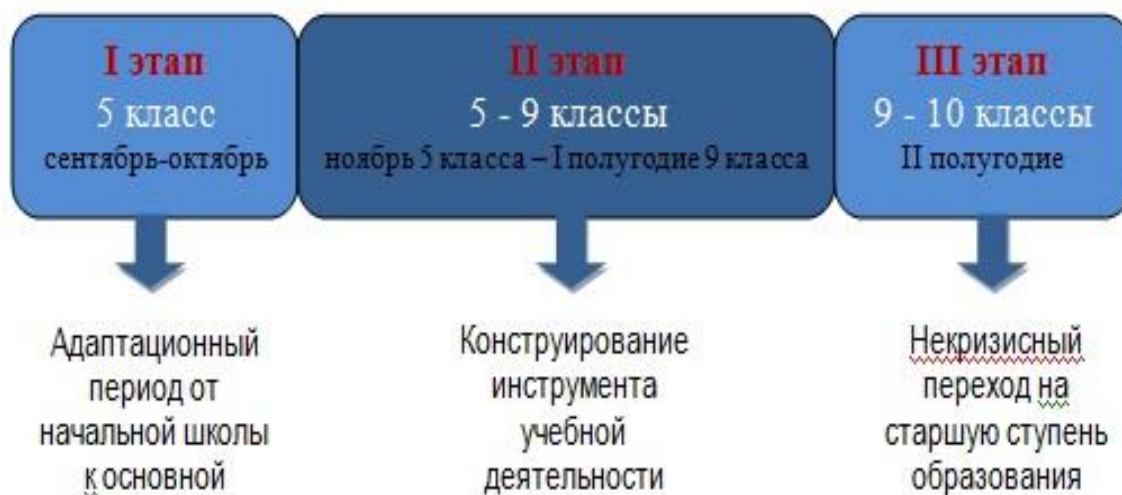 I этап
5 класс
сентябрь-октябрь
II этап
5 - 9 классы
ноябрь 5 класса – I полугодие 9 класса
III этап
9 - 10 классы
II полугодие
Адаптационный
период от
начальной школы
к основной
Конструирование
инструмента
учебной
деятельности
Некризисный
переход на
старшую ступень
образования